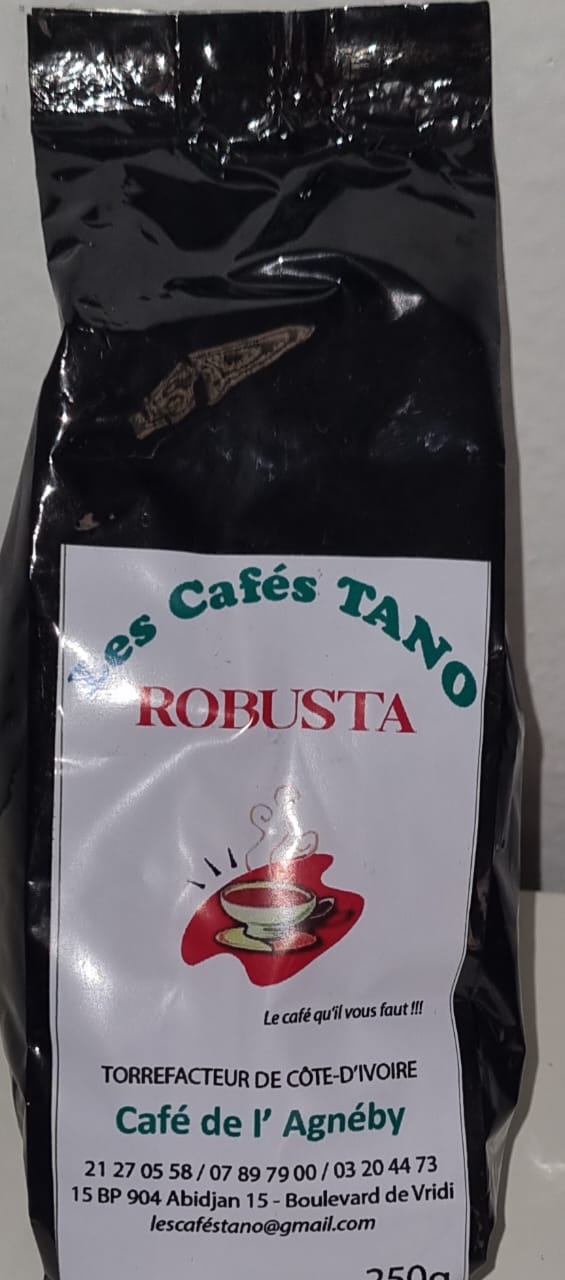 Les Cafés TANO
ROBUSTA
Le café qu'il vous faut !!!
TORREFACTEUR DE CÔTE-D'IVOIRE
Café de l' Agnéby
21 27 05 58 / 07 89 79 00 / 03 20 44 73
15 BP 904 Abidjan 15 - Boulevard de Vridi
lescaféstano@gmail.com
250g